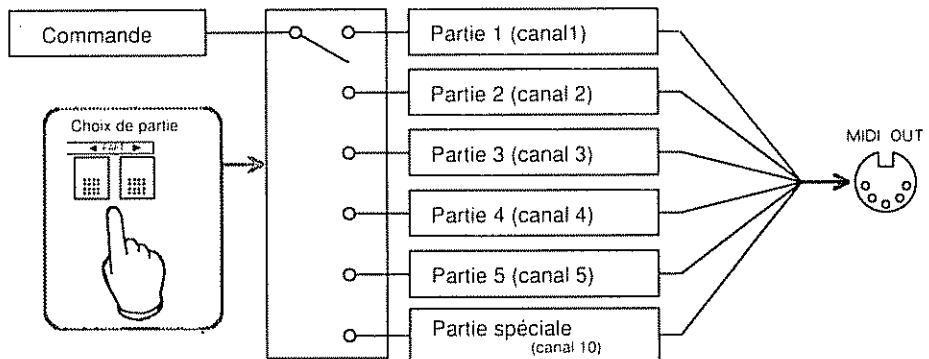 Commande
Partie 1 (canal1)
Partie 2 (canal 2)
Choix de partie
◄ PART ►
Partie 3 (canal 3)
MIDI OUT
Partie 4 (canal 4)
Partie 5 (canal 5)
Partie spéciale
(canal 10)